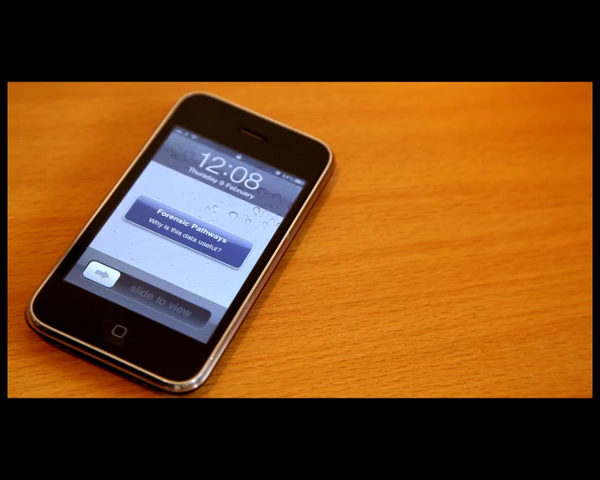 12:08
Thursday 9 February
Forensic Pathways
Why is this data useful?
slide to view